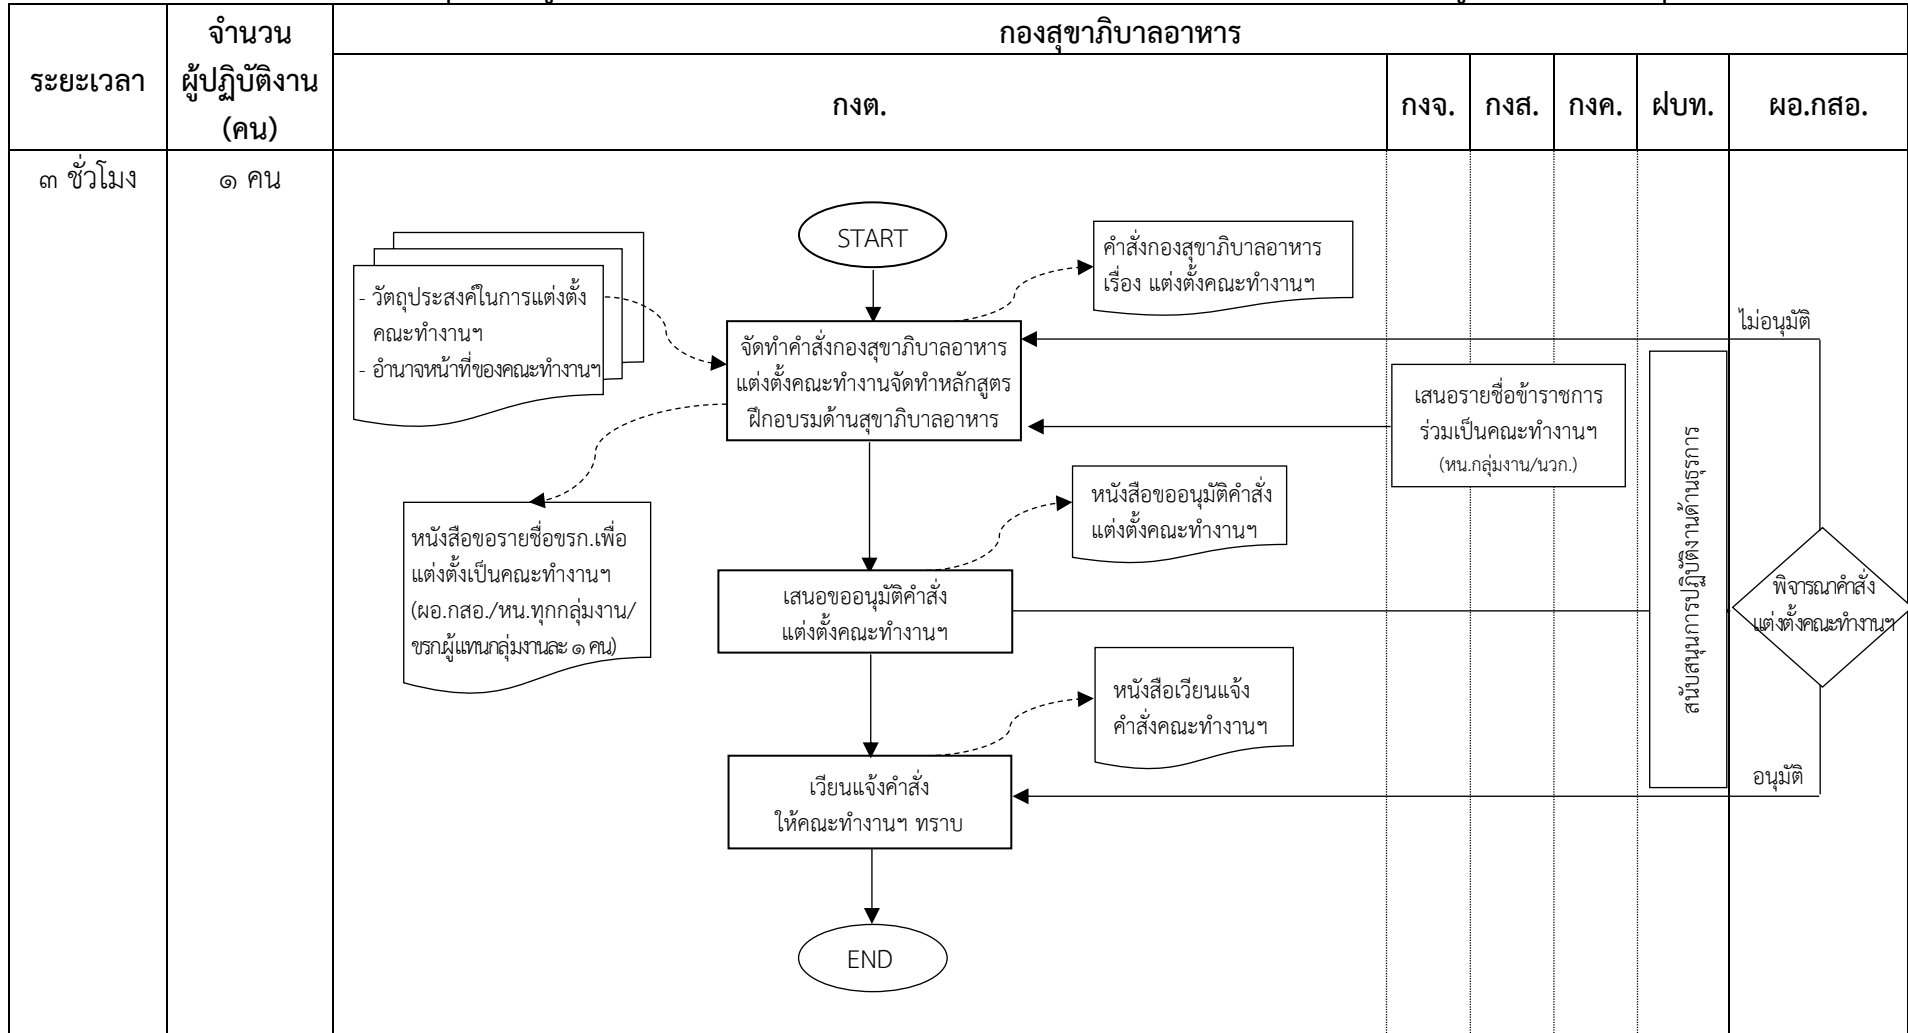 กองสุขาภิบาลอาหาร
ระยะเวลา
จำนวน
ผู้ปฏิบัติงาน
(คน)
กงต.
กงจ.
กงส.
กงค.
ฝบท.
ผอ.กสอ.
๓ ชั่วโมง
๑ คน
START
คำสั่งกองสุขาภิบาลอาหาร
เรื่อง แต่งตั้งคณะทำงานฯ
- วัตถุประสงค์ในการแต่งตั้ง
คณะทำงานฯ
- อำนาจหน้าที่ของคณะทำงานฯ
ไม่อนุมัติ
จัดทำคำสั่งกองสุขาภิบาลอาหาร
แต่งตั้งคณะทำงานจัดทำหลักสูตร
ฝึกอบรมด้านสุขาภิบาลอาหาร
เสนอรายชื่อข้าราชการ
ร่วมเป็นคณะทำงานฯ
(หน.กลุ่มงาน/นวก.)
สนับสนุนการปฏิบัติงานด้านธุรการ
หนังสือขออนุมัติคำสั่ง
แต่งตั้งคณะทำงานฯ
หนังสือขอรายชื่อขรก.เพื่อ
แต่งตั้งเป็นคณะทำงานฯ
(ผอ.กสอ./หน.ทุกกลุ่มงาน/
ขรก.ผู้แทนกลุ่มงานละ ๑ คน)
เสนอขออนุมัติคำสั่ง
แต่งตั้งคณะทำงานฯ
พิจารณาคำสั่ง
แต่งตั้งคณะทำงานฯ
หนังสือเวียนแจ้ง
คำสั่งคณะทำงานฯ
อนุมัติ
เวียนแจ้งคำสั่ง
ให้คณะทำงานฯ ทราบ
END